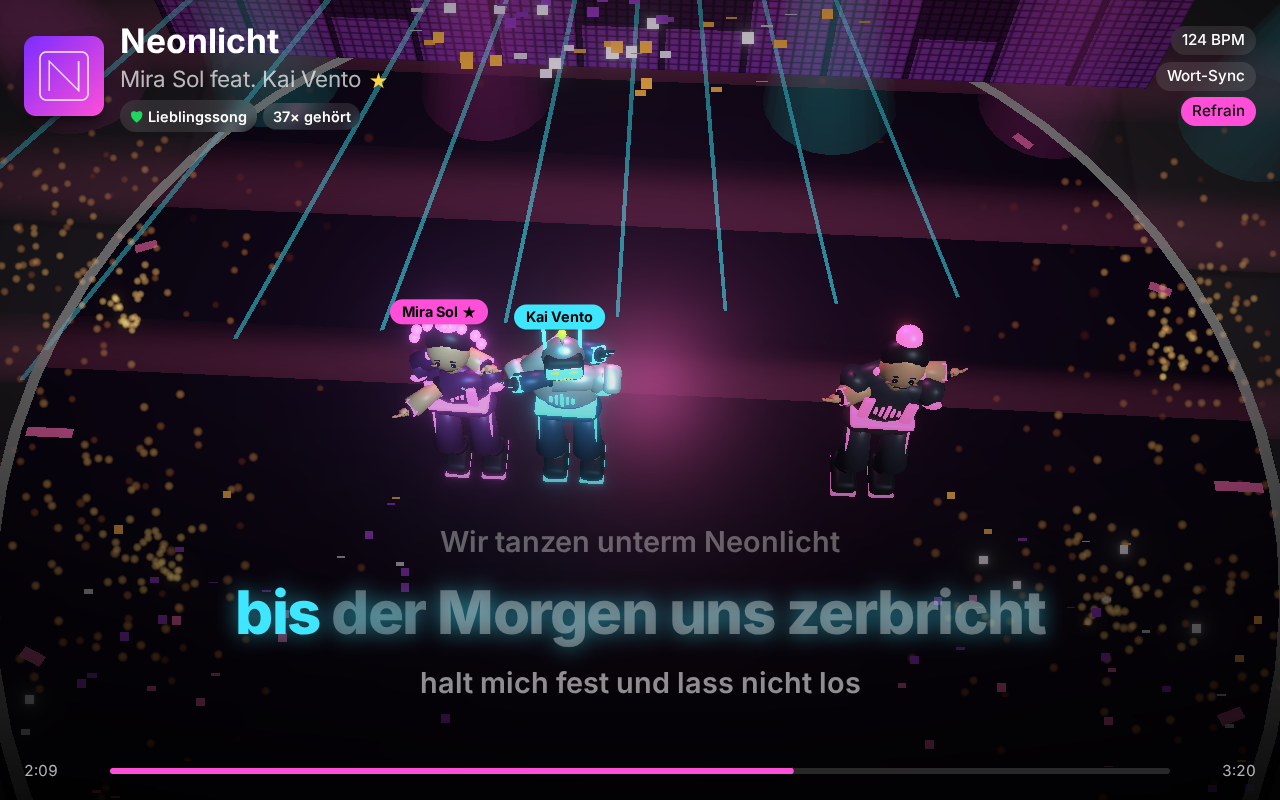 Neonlicht
Mira Sol feat. Kai Vento ★
Lieblingssong
37× gehört
124 BPM
Wort-Sync
Refrain
N
Mira Sol ★
Kai Vento
Wir tanzen unterm Neonlicht
bis der Morgen uns zerbricht
halt mich fest und lass nicht los
2:09
3:20